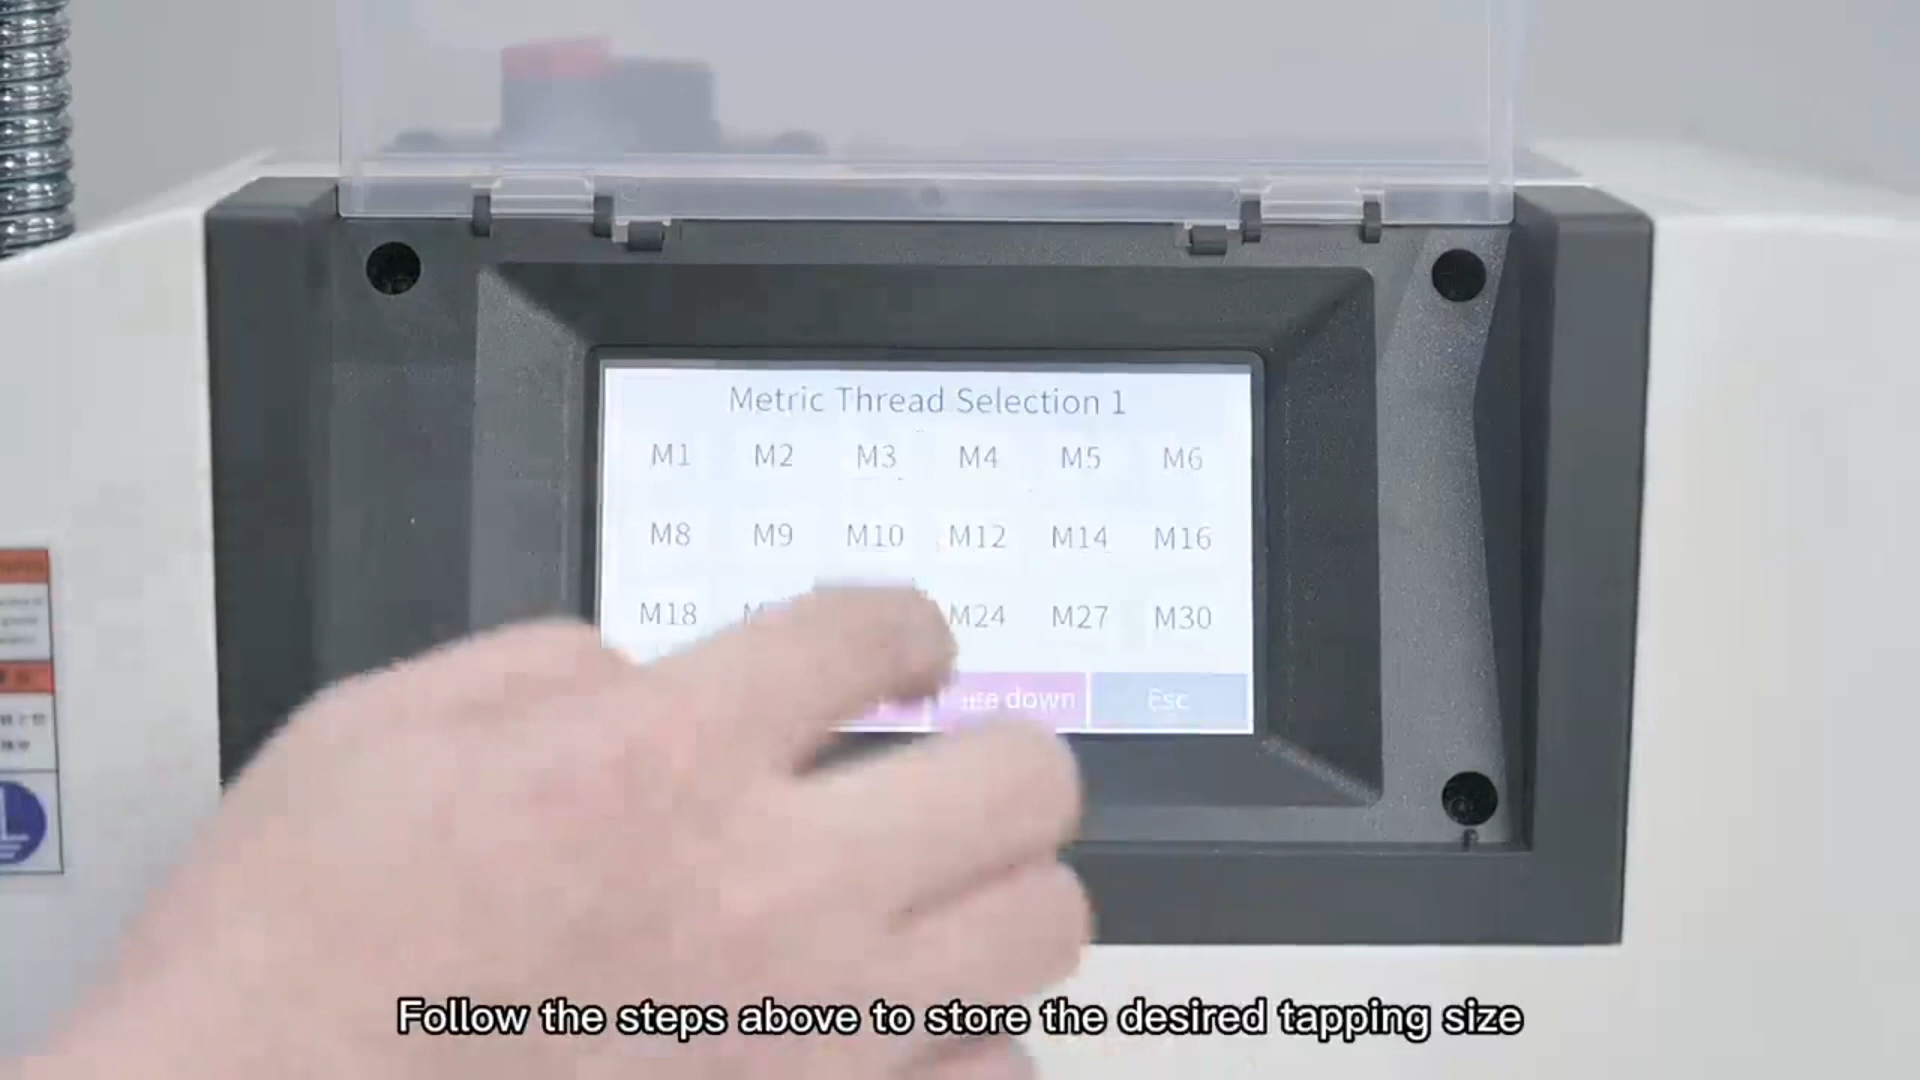 Metric Thread Selection 1
M1 M2 M3 M4 M5 M6
M8 M9 M10 M12 M14 M16
M18 M24 M27 M30
down Esc
Follow the steps above to store the desired tapping size